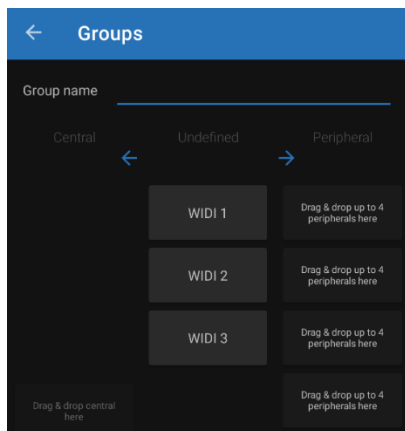 Groups
Group name
Central
Undefined
Peripheral
WIDI 1
Drag & drop up to 4
peripherals here
WIDI 2
Drag & drop up to 4
peripherals here
WIDI 3
Drag & drop up to 4
peripherals here
Drag & drop central
here
Drag & drop up to 4
peripherals here